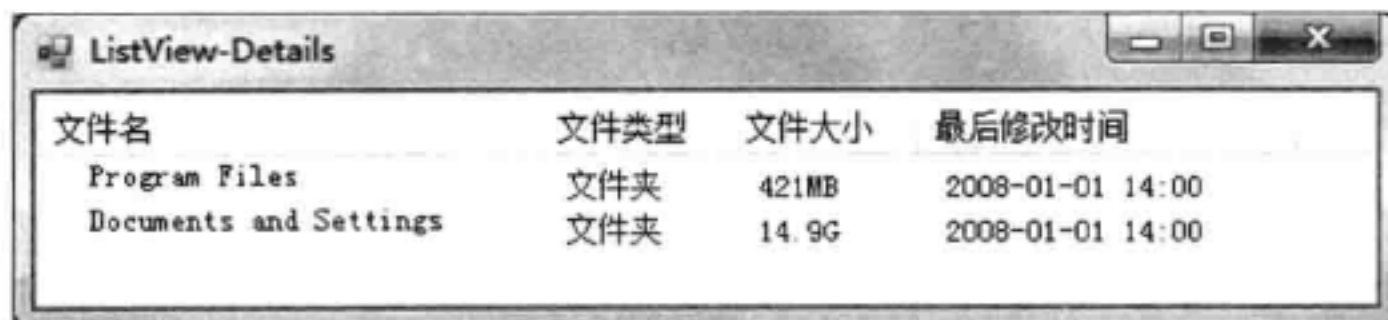 ListView-Details
文件名 文件类型 文件大小 最后修改时间
Program Files 文件夹 421MB 2008-01-01 14:00
Documents and Settings 文件夹 14.9G 2008-01-01 14:00